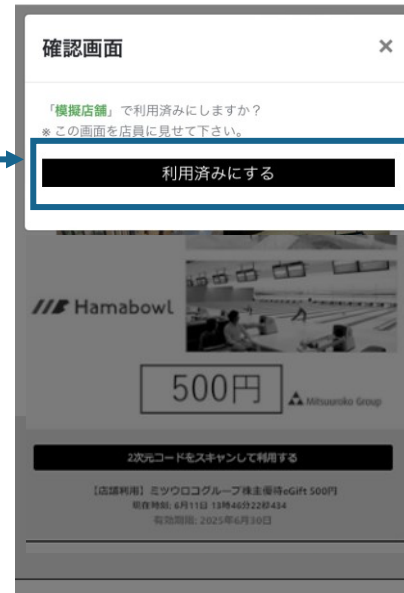 確認画面
×
「模擬店舗」で利用済みにしますか？
※ この画面を店員に見せて下さい。
利用済みにする
Hamabowl
500円
Mitsuuroko Group
2次元コードをスキャンして利用する
【店舗利用】ミツウロコグループ株主優待eGift 500円
現在時刻: 6月11日 13時46分22秒434
有効期限: 2025年6月30日